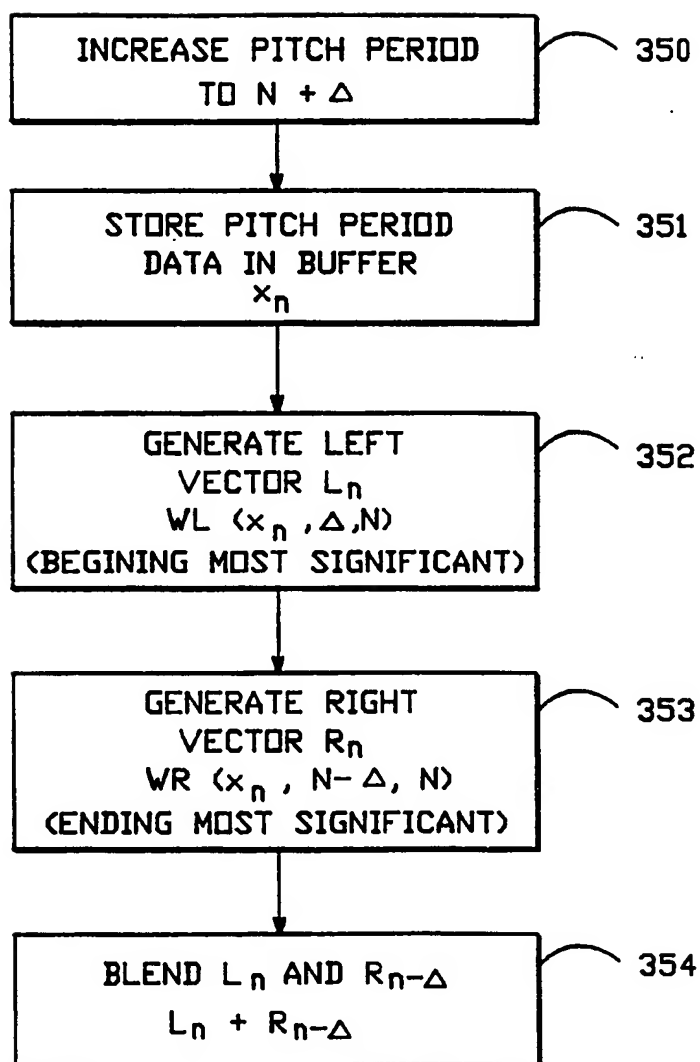 INCREASE PITCH PERIOD
TO N + Δ
350
STORE PITCH PERIOD
DATA IN BUFFER
xn
351
GENERATE LEFT
VECTOR Ln
WL (xn , Δ,N)
(BEGINING MOST SIGNIFICANT)
352
GENERATE RIGHT
VECTOR Rn
WR (xn , N-Δ, N)
(ENDING MOST SIGNIFICANT)
353
BLEND Ln AND Rn-Δ
Ln + Rn-Δ
354